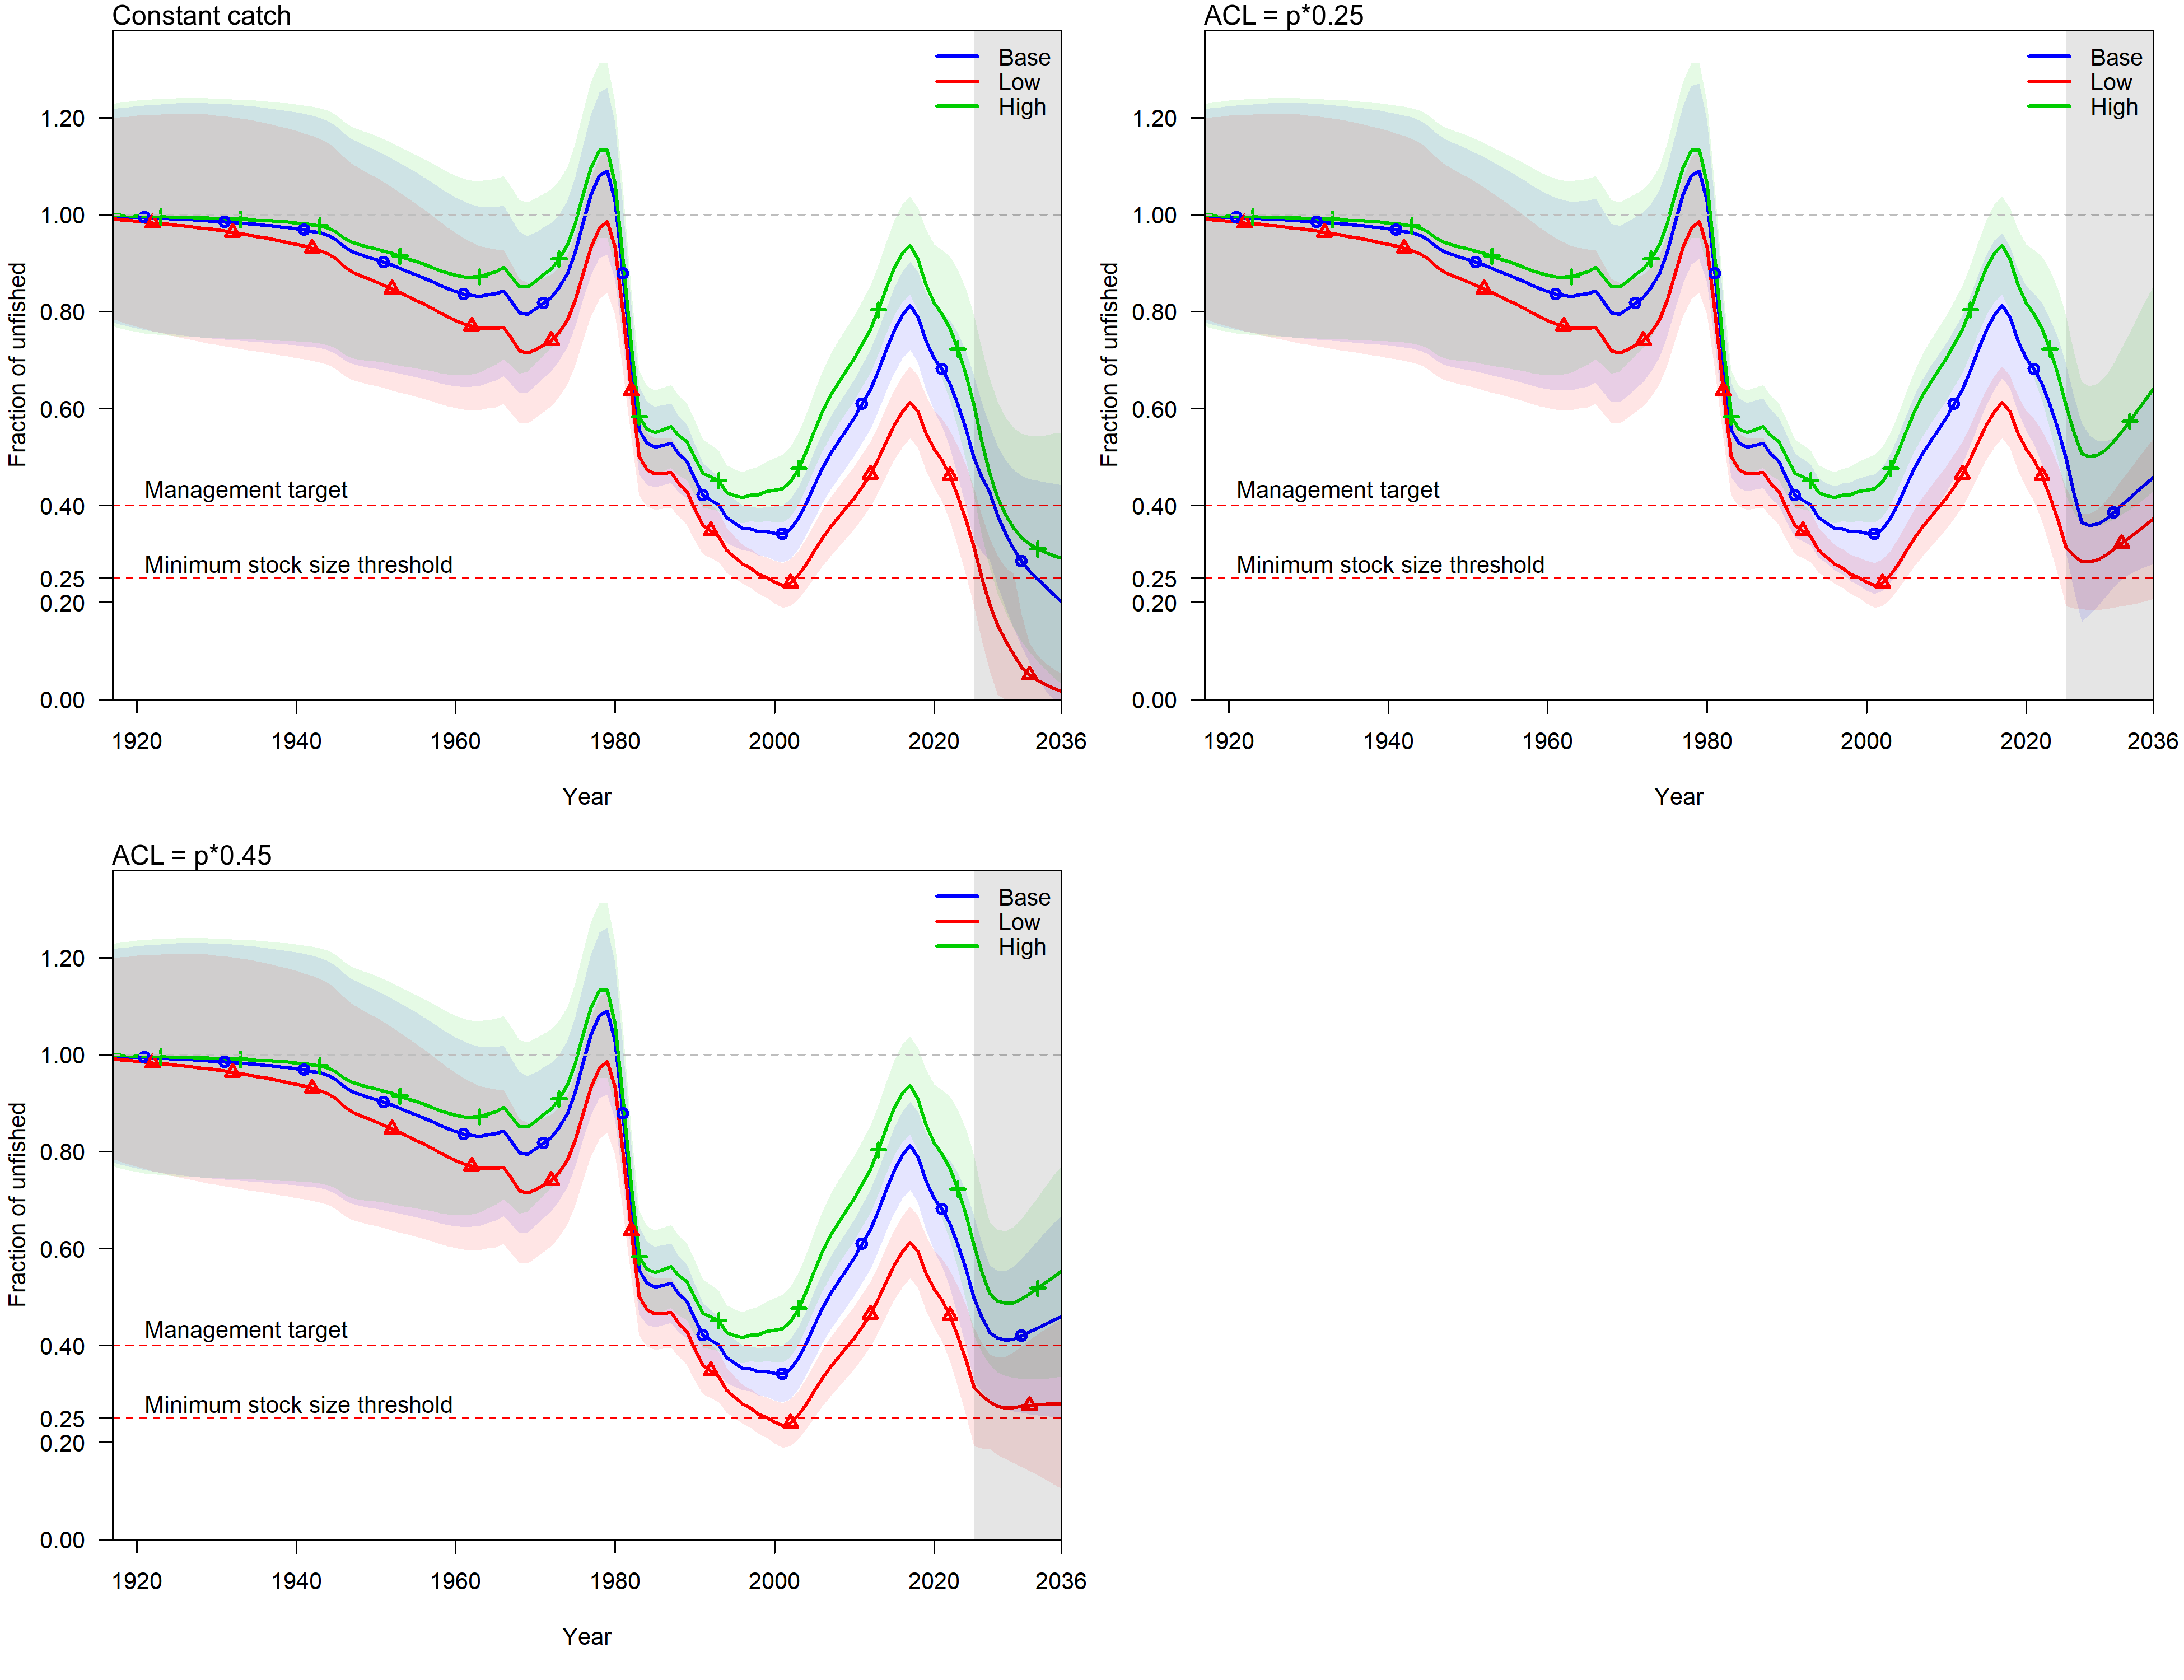 Constant catch
Base
Low
High
Fraction of unfished
1.20
1.00
0.80
0.60
0.40
0.25
0.20
0.00
Management target
Minimum stock size threshold
1920 1940 1960 1980 2000 2020 2036
Year
ACL = p*0.25
Base
Low
High
Fraction of unfished
1.20
1.00
0.80
0.60
0.40
0.25
0.20
0.00
Management target
Minimum stock size threshold
1920 1940 1960 1980 2000 2020 2036
Year
ACL = p*0.45
Base
Low
High
Fraction of unfished
1.20
1.00
0.80
0.60
0.40
0.25
0.20
0.00
Management target
Minimum stock size threshold
1920 1940 1960 1980 2000 2020 2036
Year